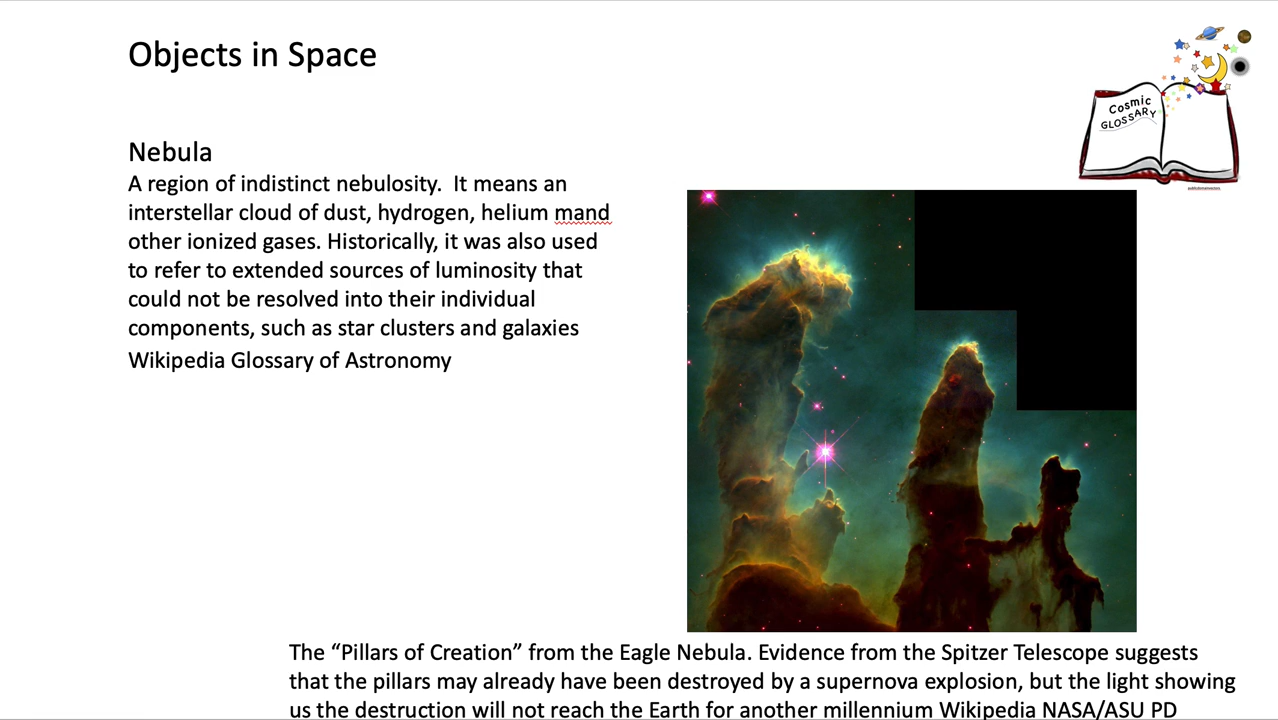 Objects in Space
Cosmic
GLOSSARY
Nebula
A region of indistinct nebulosity.  It means an
interstellar cloud of dust, hydrogen, helium mand
other ionized gases. Historically, it was also used
to refer to extended sources of luminosity that
could not be resolved into their individual
components, such as star clusters and galaxies
Wikipedia Glossary of Astronomy
The “Pillars of Creation” from the Eagle Nebula. Evidence from the Spitzer Telescope suggests
that the pillars may already have been destroyed by a supernova explosion, but the light showing
us the destruction will not reach the Earth for another millennium Wikipedia NASA/ASU PD